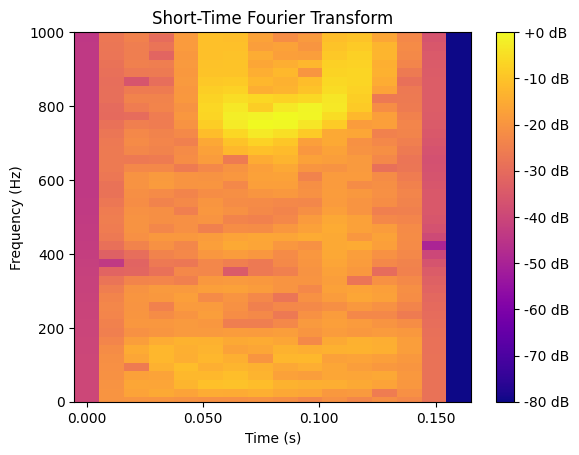 Short-Time Fourier Transform
1000
800
600
400
200
0
Frequency (Hz)
0.000
0.050
0.100
0.150
Time (s)
+0 dB
-10 dB
-20 dB
-30 dB
-40 dB
-50 dB
-60 dB
-70 dB
-80 dB